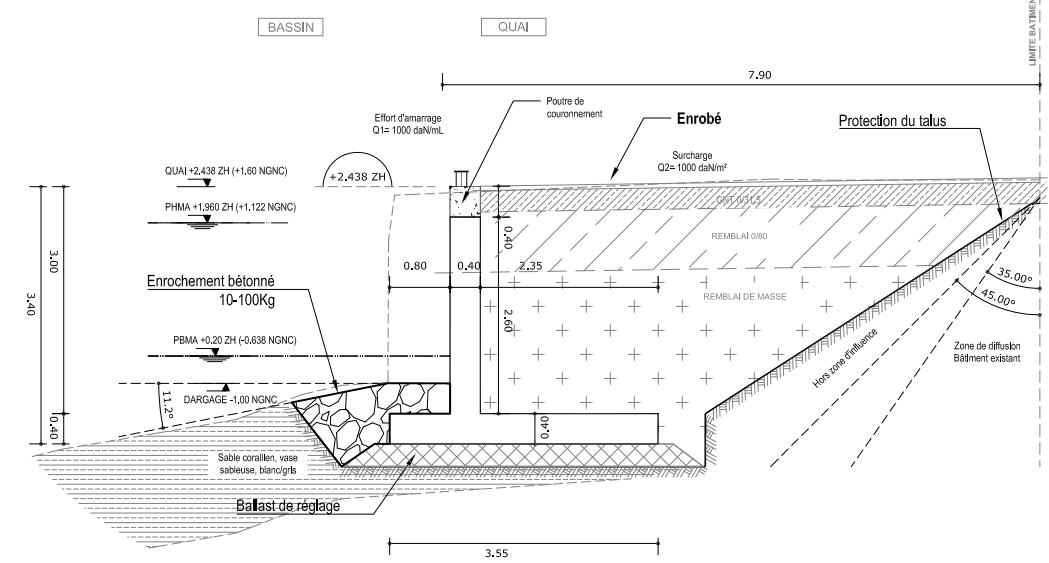 BASSIN
QUAI
LIMITE BATIMEN
7.90
Effort d'amarrage
Q1= 1000 daN/mL
Poutre de
couronnement
Enrobé
Protection du talus
Surcharge
Q2= 1000 daN/m²
QUAI +2,438 ZH (+1,60 NGNC)
+2.438 ZH
PHMA +1,960 ZH (+1,122 NGNC)
GNT 0/31,5
REMBLAI 0/80
0.40
3.00
3.40
0.80
0.40
2.35
Enrochement bétonné
10-100Kg
REMBLAI DE MASSE
35.00°
45.00°
2.60
PBMA +0.20 ZH (-0.638 NGNC)
Hors zone d'influence
Zone de diffusion
Bâtiment existant
DARGAGE -1,00 NGNC
11.2°
0.40
0.40
Sable corallien, vase
sableuse, blanc/gris
Ballast de réglage
3.55